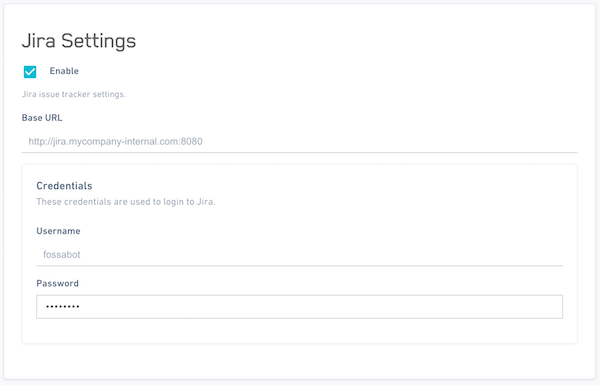 Jira Settings
Enable
Jira issue tracker settings.
Base URL
http://jira.mycompany-internal.com:8080
Credentials
These credentials are used to login to Jira.
Username
fossabot
Password
••••••••